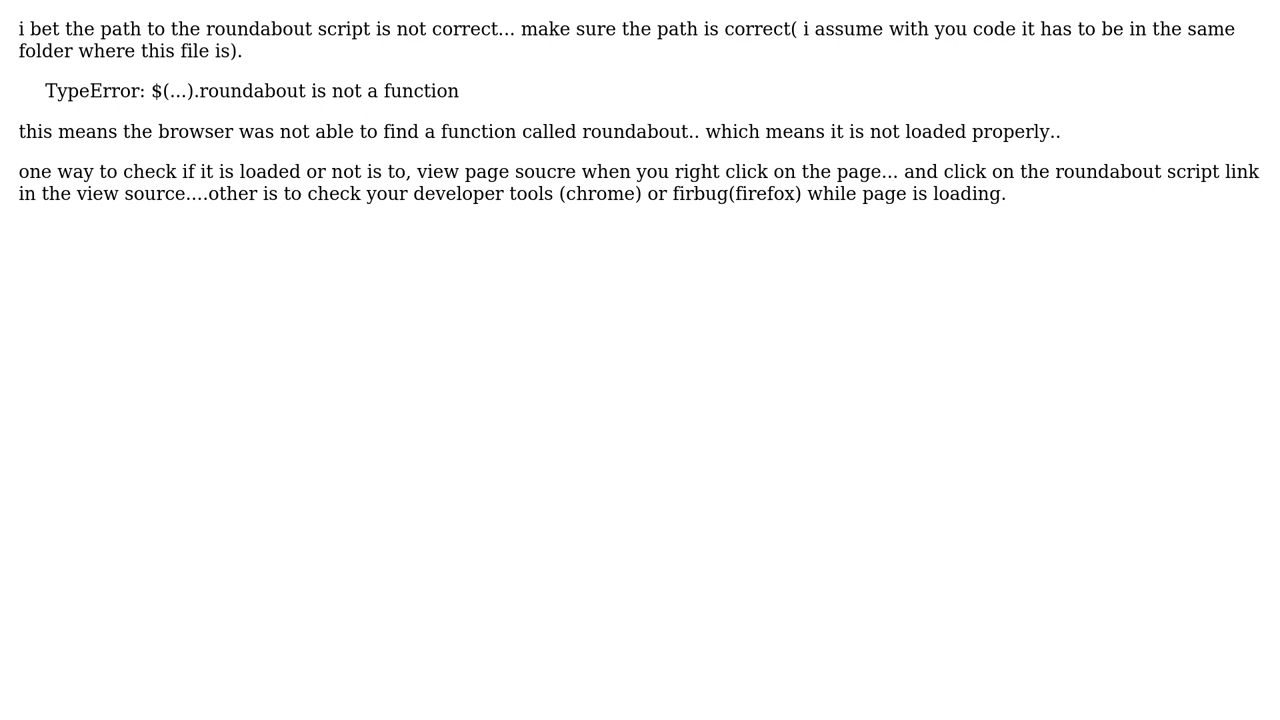 i bet the path to the roundabout script is not correct... make sure the path is correct( i assume with you code it has to be in the same
folder where this file is).
TypeError: $(...).roundabout is not a function
this means the browser was not able to find a function called roundabout.. which means it is not loaded properly..
one way to check if it is loaded or not is to, view page soucre when you right click on the page... and click on the roundabout script link
in the view source....other is to check your developer tools (chrome) or firbug(firefox) while page is loading.